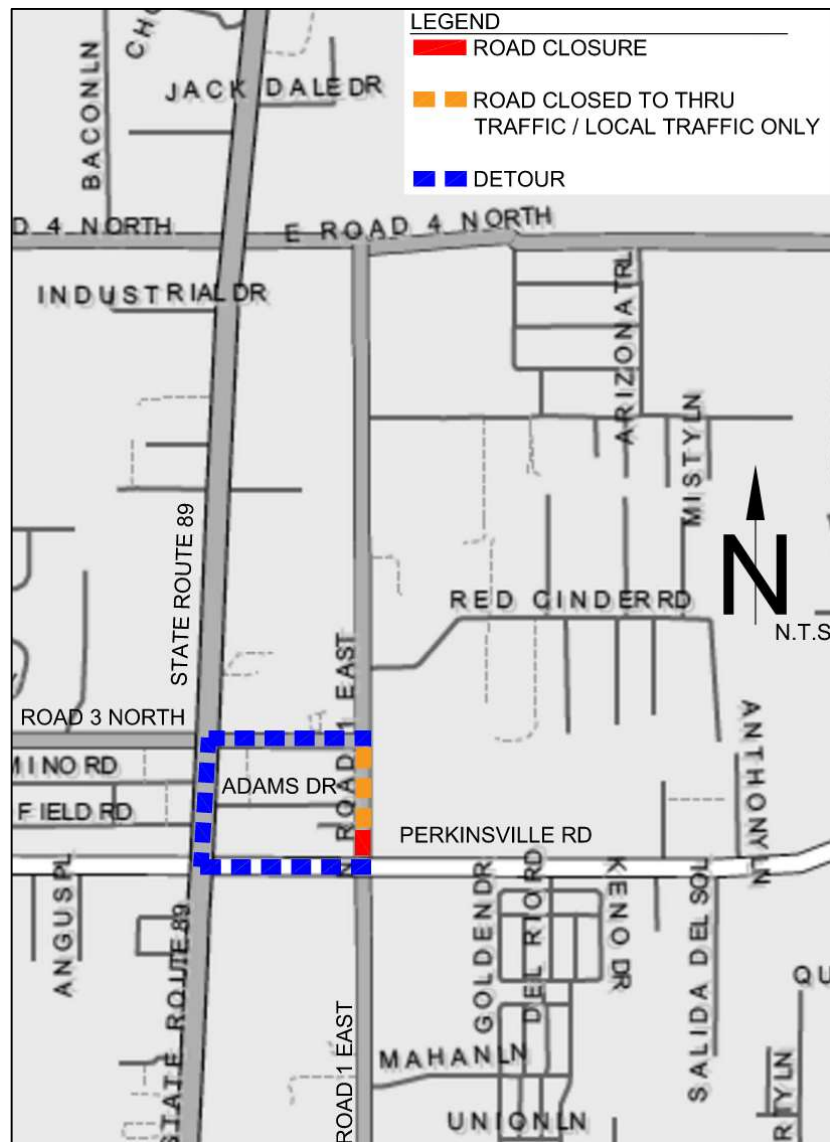 LEGEND
ROAD CLOSURE
ROAD CLOSED TO THRU
TRAFFIC / LOCAL TRAFFIC ONLY
DETOUR
BACON LN
JACK DALE DR
D 4 NORTH
E ROAD 4 NORTH
INDUSTRIAL DR
ARIZONA TRL
MISTY LN
STATE ROUTE 89
N
N.T.S
RED CINDER RD
N ROAD 1 EAST
ROAD 3 NORTH
MINO RD
ADAMS DR
FIELD RD
PERKINSVILLE RD
ANTHONY LN
ANGUS PL
STATE ROUTE 89
GOLDEN DR
DEL RIO RD
KENO DR
SALIDA DEL SOL
QU
ROAD 1 EAST
MAHAN LN
UNION LN
RTY LN